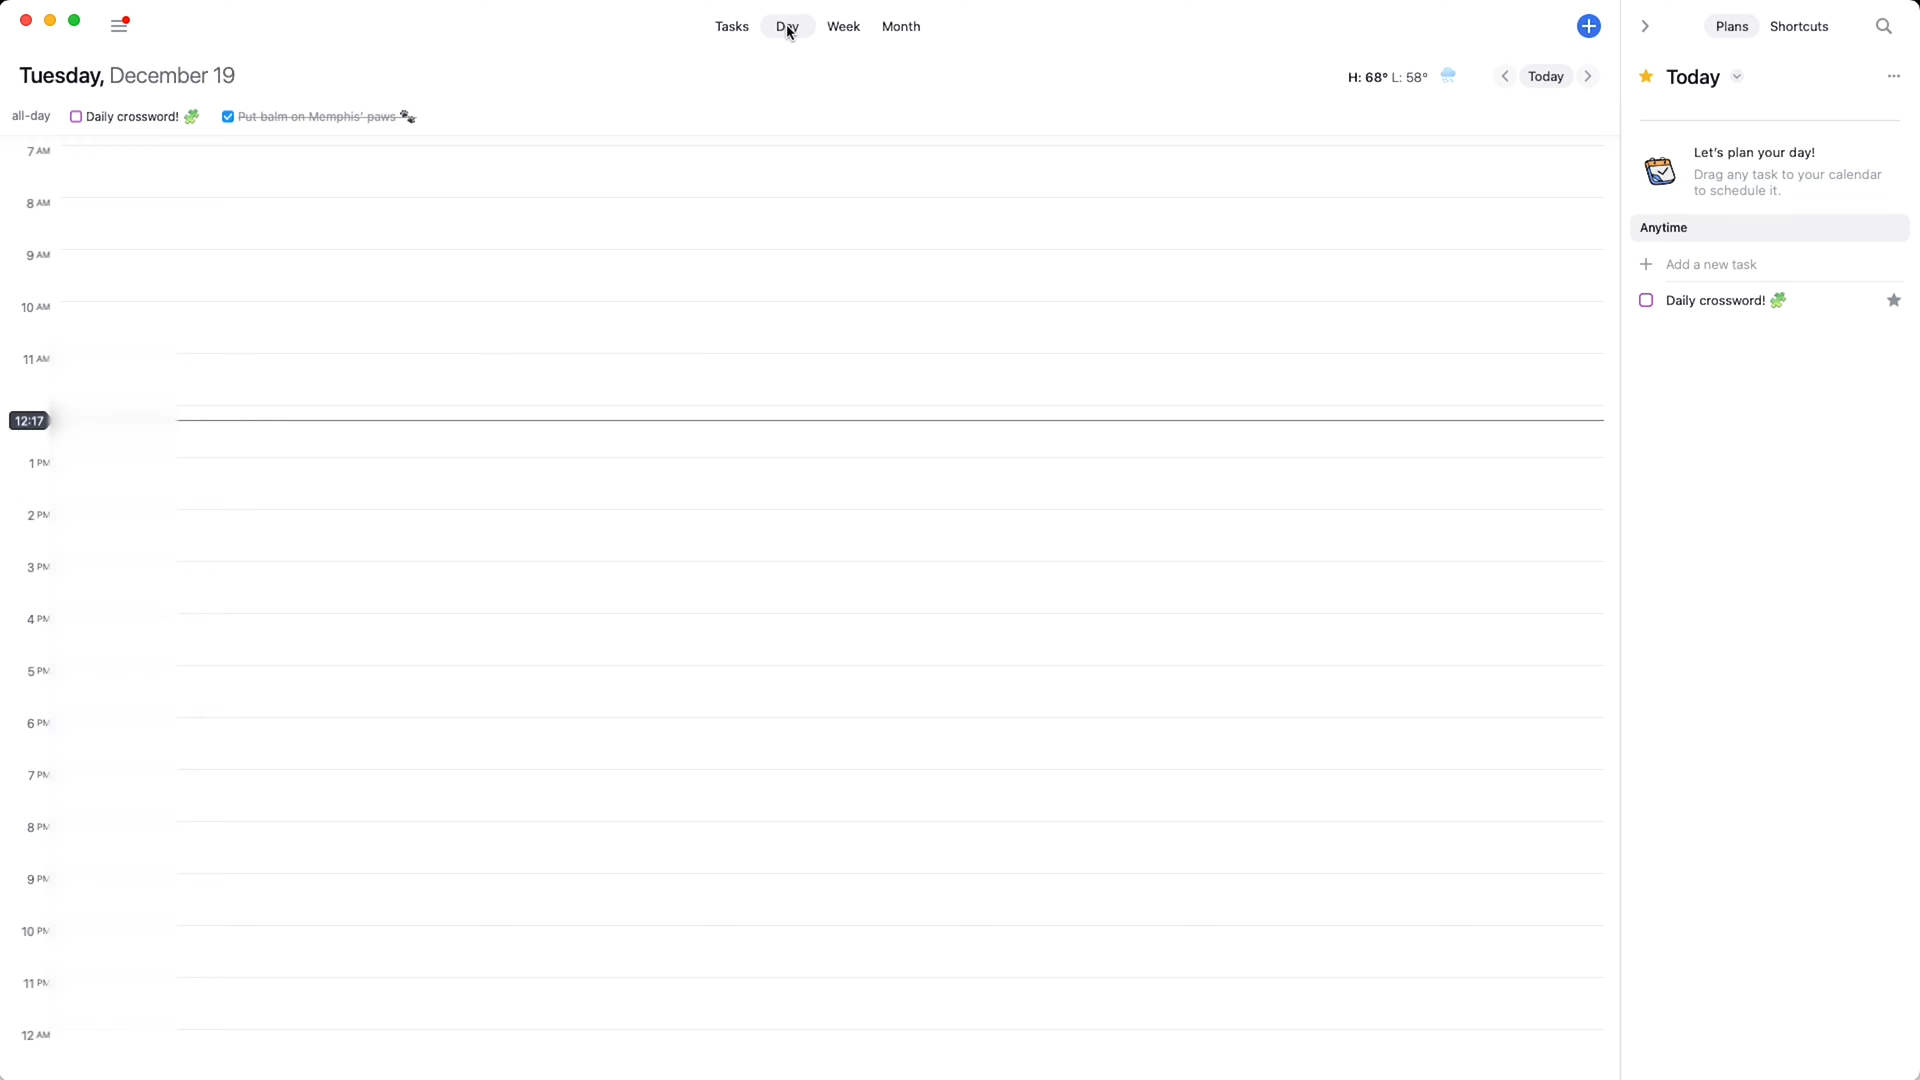 Tasks Day Week Month
Plans Shortcuts
Tuesday, December 19
H: 68° L: 58°
Today
Today
all-day Daily crossword! 🧩 Put balm on Memphis' paws 🐾
7 AM
8 AM
9 AM
10 AM
11 AM
12:17
1 PM
2 PM
3 PM
4 PM
5 PM
6 PM
7 PM
8 PM
9 PM
10 PM
11 PM
12 AM
Let's plan your day!
Drag any task to your calendar
to schedule it.
Anytime
Add a new task
Daily crossword! 🧩